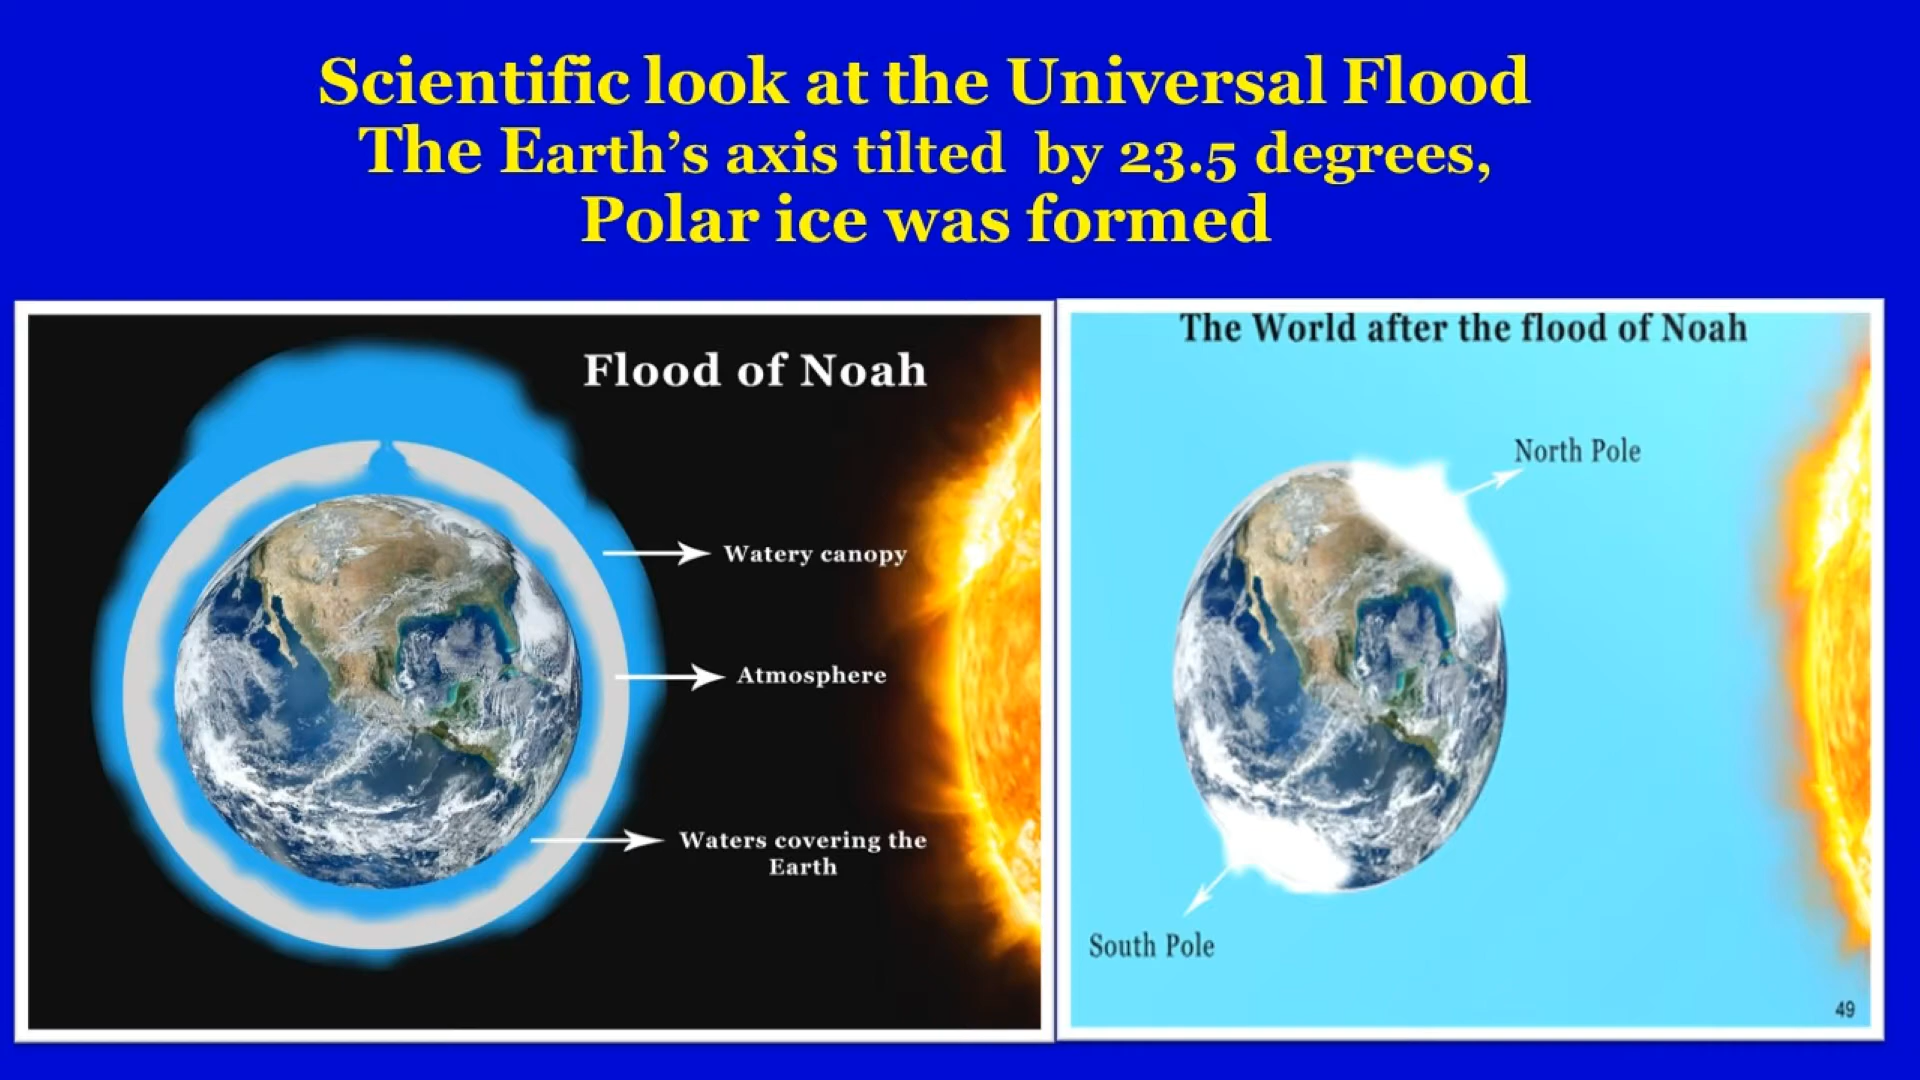 Scientific look at the Universal Flood
The Earth’s axis tilted by 23.5 degrees,
Polar ice was formed
Flood of Noah
Watery canopy
Atmosphere
Waters covering the
Earth
The World after the flood of Noah
North Pole
South Pole
49